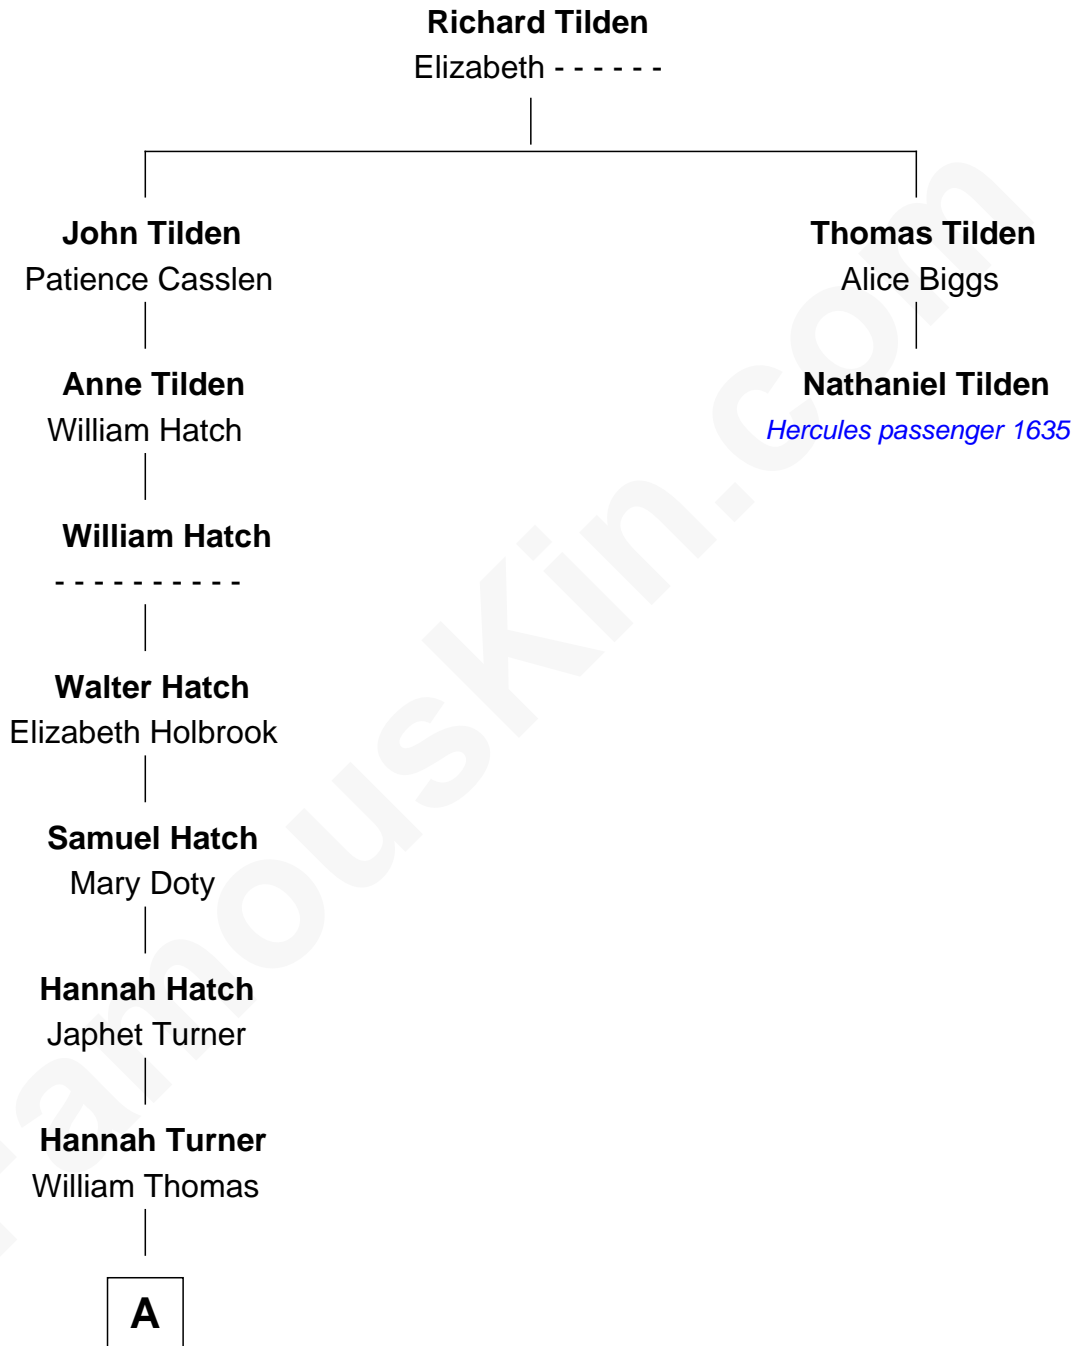 Richard Tilden
Elizabeth - - - - - -
John Tilden
Patience Casslen
Thomas Tilden
Alice Biggs
Anne Tilden
William Hatch
Nathaniel Tilden
Hercules passenger 1635
William Hatch
- - - - - - - - - -
Walter Hatch
Elizabeth Holbrook
Samuel Hatch
Mary Doty
Hannah Hatch
Japhet Turner
Hannah Turner
William Thomas
A
FamousKin.com